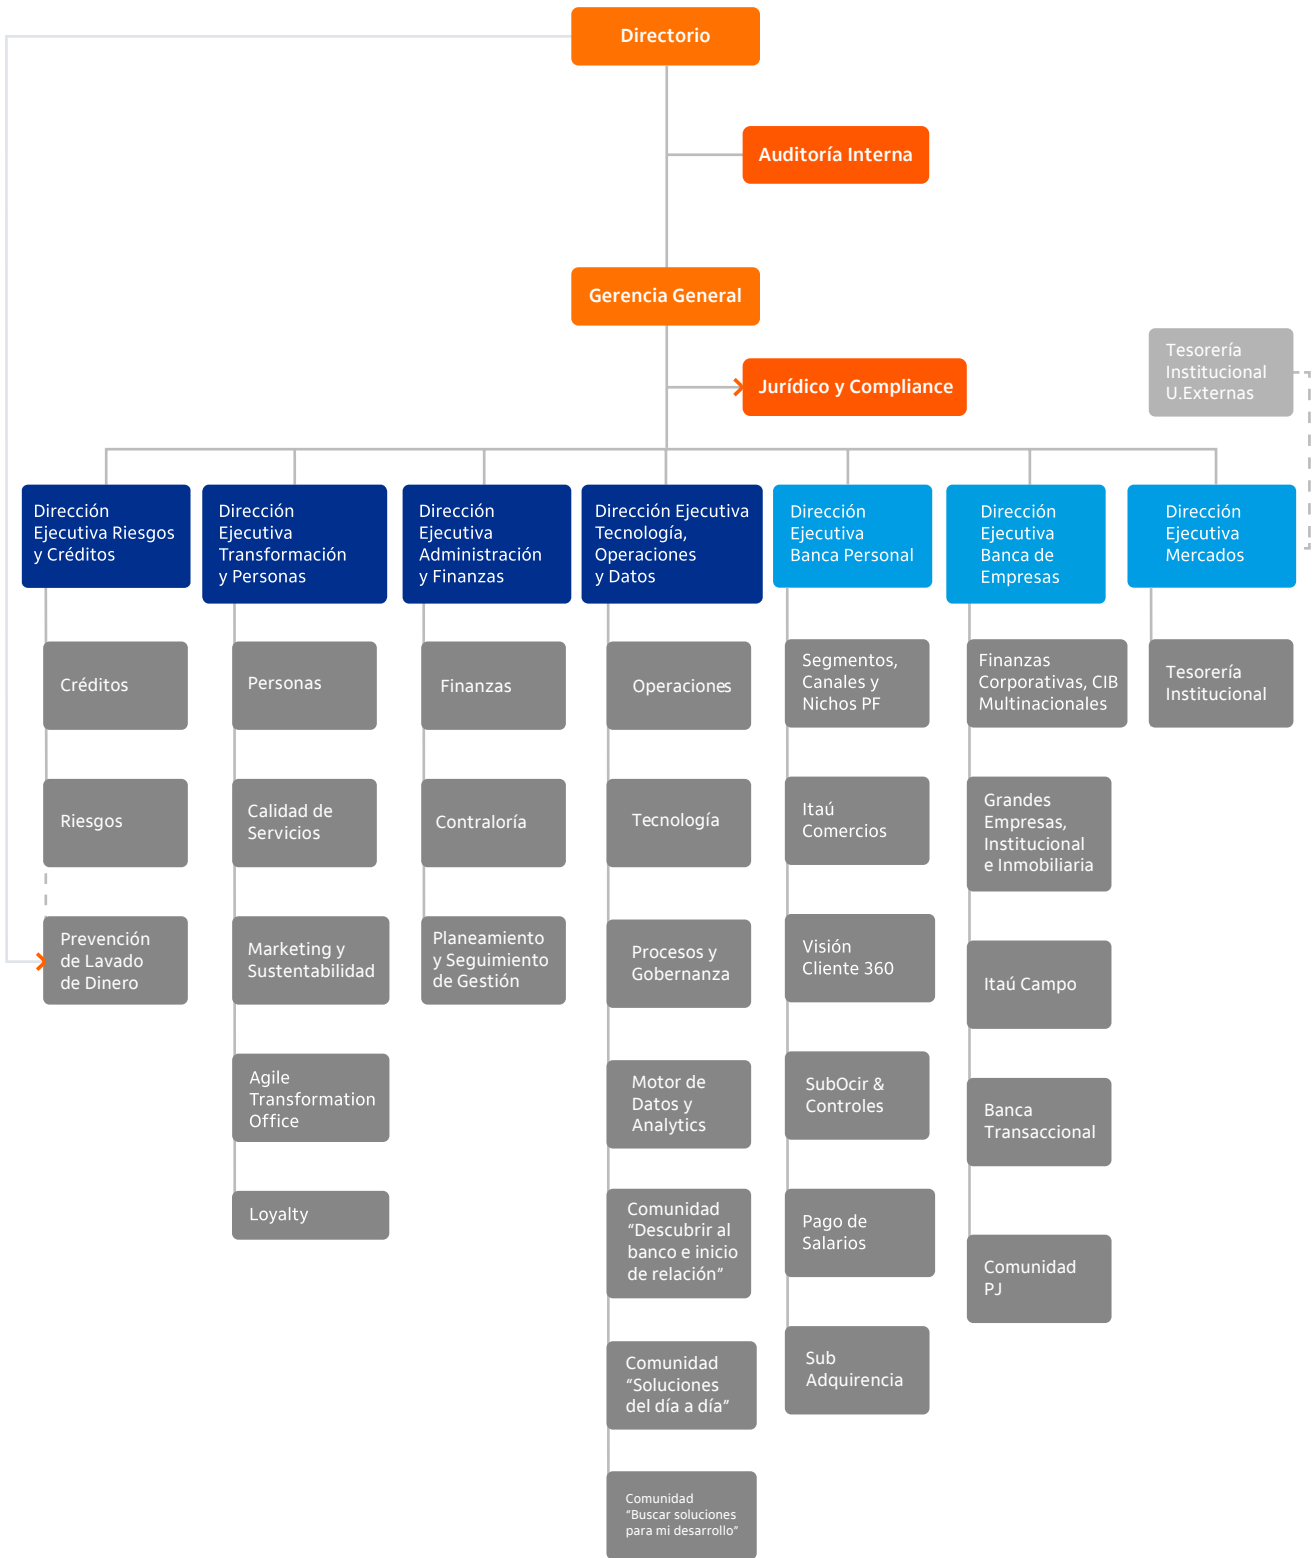 Directorio
Auditoría Interna
Gerencia General
Jurídico y Compliance
Tesorería
Institucional
U.Externas
Dirección
Ejecutiva Riesgos
y Créditos
Dirección
Ejecutiva
Transformación
y Personas
Dirección
Ejecutiva
Administración
y Finanzas
Dirección Ejecutiva
Tecnología,
Operaciones
y Datos
Dirección
Ejecutiva
Banca Personal
Dirección
Ejecutiva
Banca de
Empresas
Dirección
Ejecutiva
Mercados
Créditos
Riesgos
Prevención
de Lavado
de Dinero
Personas
Calidad de
Servicios
Marketing y
Sustentabilidad
Agile
Transformation
Office
Loyalty
Finanzas
Contraloría
Planeamiento
y Seguimiento
de Gestión
Operaciones
Tecnología
Procesos y
Gobernanza
Motor de
Datos y
Analytics
Comunidad
“Descubrir al
banco e inicio
de relación”
Comunidad
“Soluciones
del día a día”
Comunidad
“Buscar soluciones
para mi desarrollo”
Segmentos,
Canales y
Nichos PF
Itaú
Comercios
Visión
Cliente 360
SubOcir &
Controles
Pago de
Salarios
Sub
Adquirencia
Finanzas
Corporativas, CIB
Multinacionales
Grandes
Empresas,
Institucional
e Inmobiliaria
Itaú Campo
Banca
Transaccional
Comunidad
PJ
Tesorería
Institucional